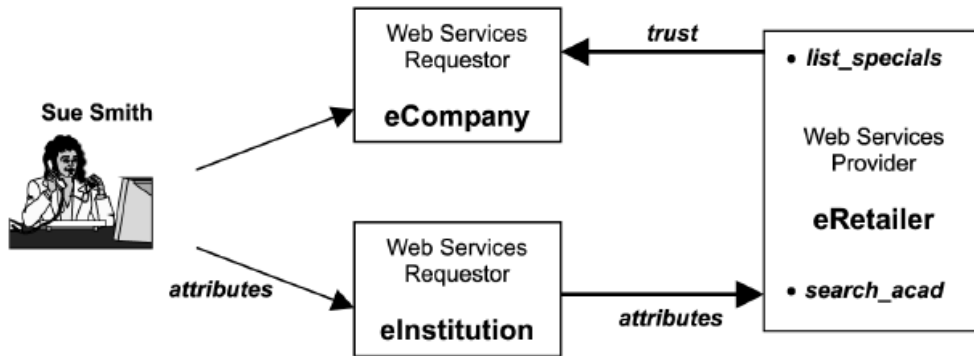 Sue Smith
attributes
Web Services
Requestor
eCompany
Web Services
Requestor
eInstitution
trust
attributes
• list_specials
Web Services
Provider
eRetailer
• search_acad